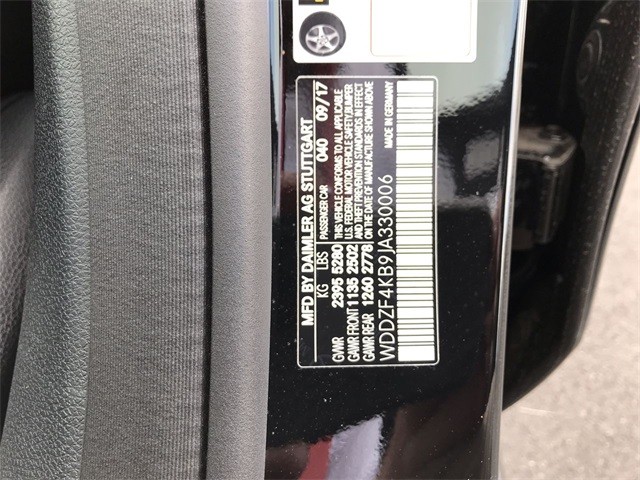 MFD BY DAIMLER AG STUTTGART
KG LBS PASSENGER CAR 040 09/17
GVWR 2395 5280 THIS VEHICLE CONFORMS TO ALL APPLICABLE
GAWR FRONT 1135 2502 U.S. FEDERAL MOTOR VEHICLE SAFETY, BUMPER
GAWR REAR 1260 2778 AND THEFT PREVENTION STANDARDS IN EFFECT
ON THE DATE OF MANUFACTURE SHOWN ABOVE
WDDZF4KB9JA330006 MADE IN GERMANY